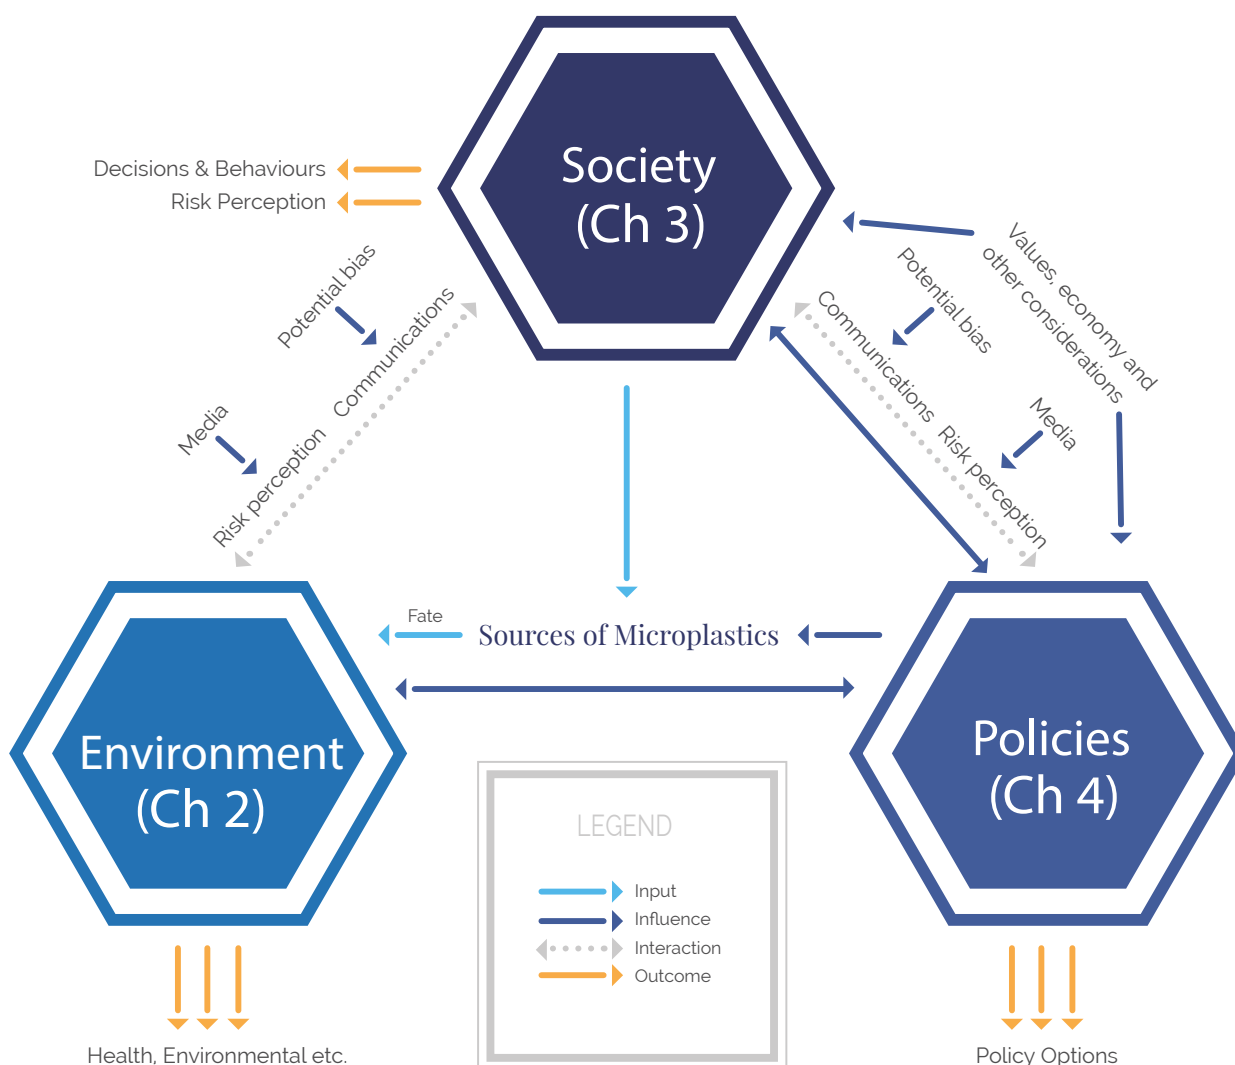 Society
(Ch 3)
Decisions & Behaviours
Risk Perception
Potential bias
Communications
Media
Risk perception
Values, economy and
other considerations
Potential bias
Communications
Media
Risk perception
Fate
Sources of Microplastics
Environment
(Ch 2)
Policies
(Ch 4)
LEGEND
Input
Influence
Interaction
Outcome
Health, Environmental etc.
Policy Options